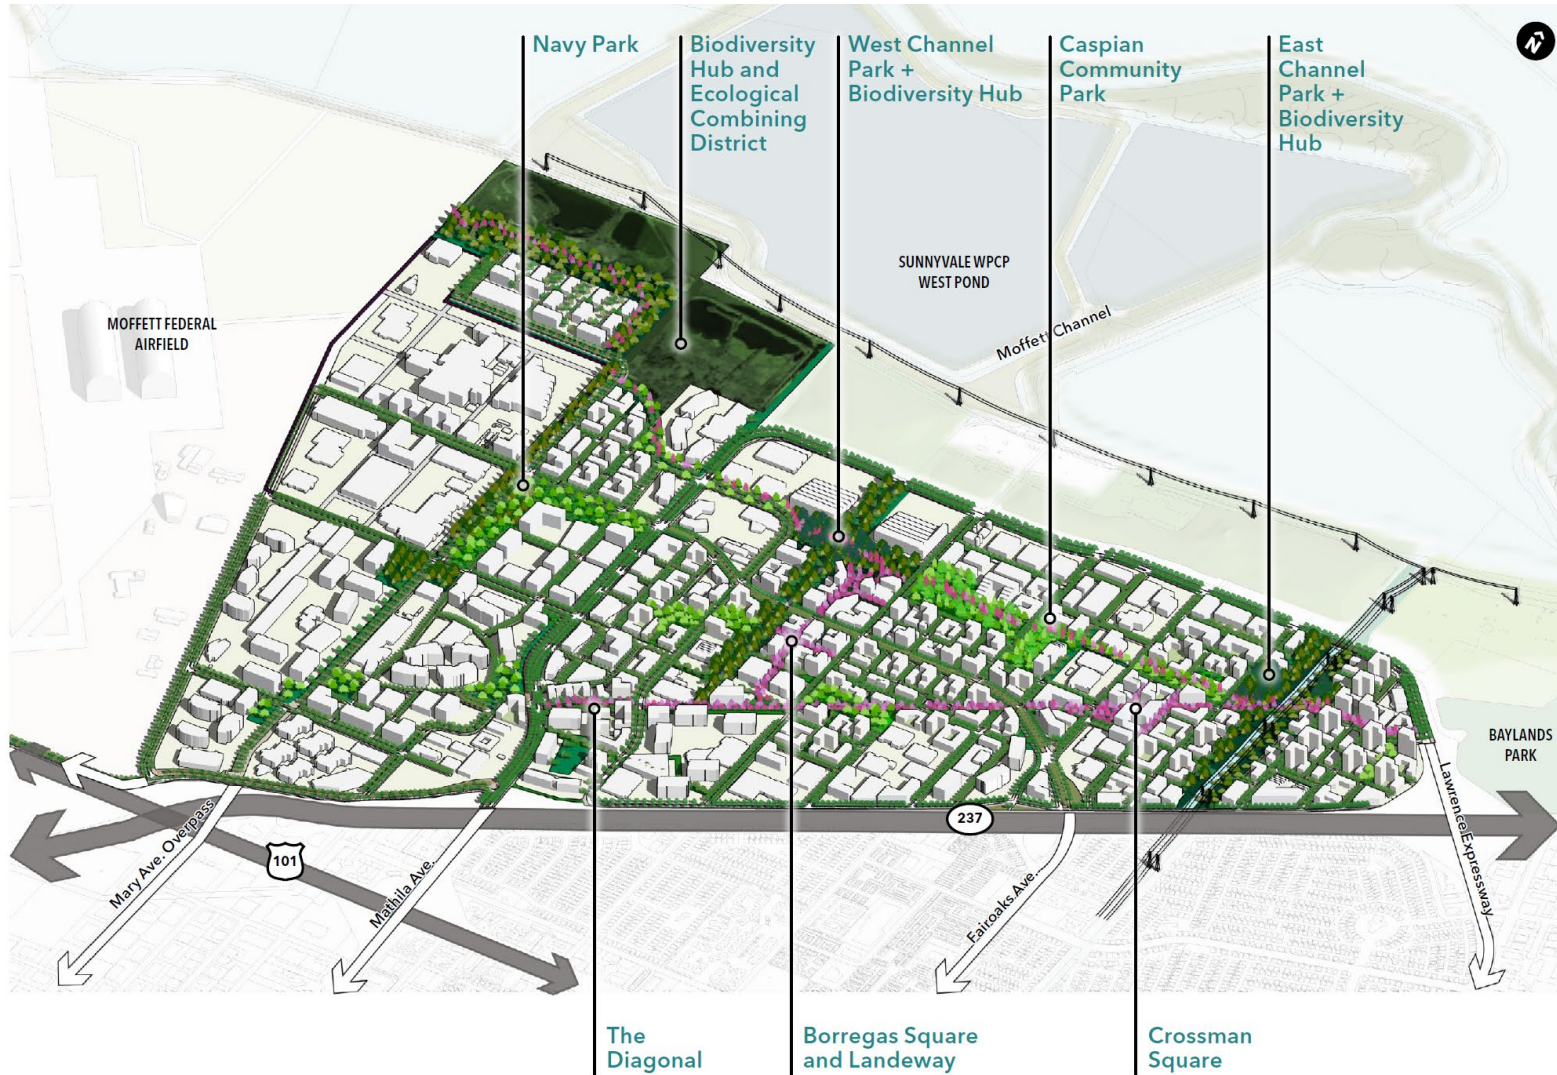 Navy Park
Biodiversity
Hub and
Ecological
Combining
District
West Channel
Park +
Biodiversity Hub
Caspian
Community
Park
East
Channel
Park +
Biodiversity
Hub
N
SUNNYVALE WPCP
WEST POND
MOFFETT FEDERAL
AIRFIELD
Moffett Channel
BAYLANDS
PARK
237
101
Mary Ave. Overpass
Mathila Ave.
Fairoaks Ave.
Lawrence Expressway
The
Diagonal
Borregas Square
and Landeway
Crossman
Square